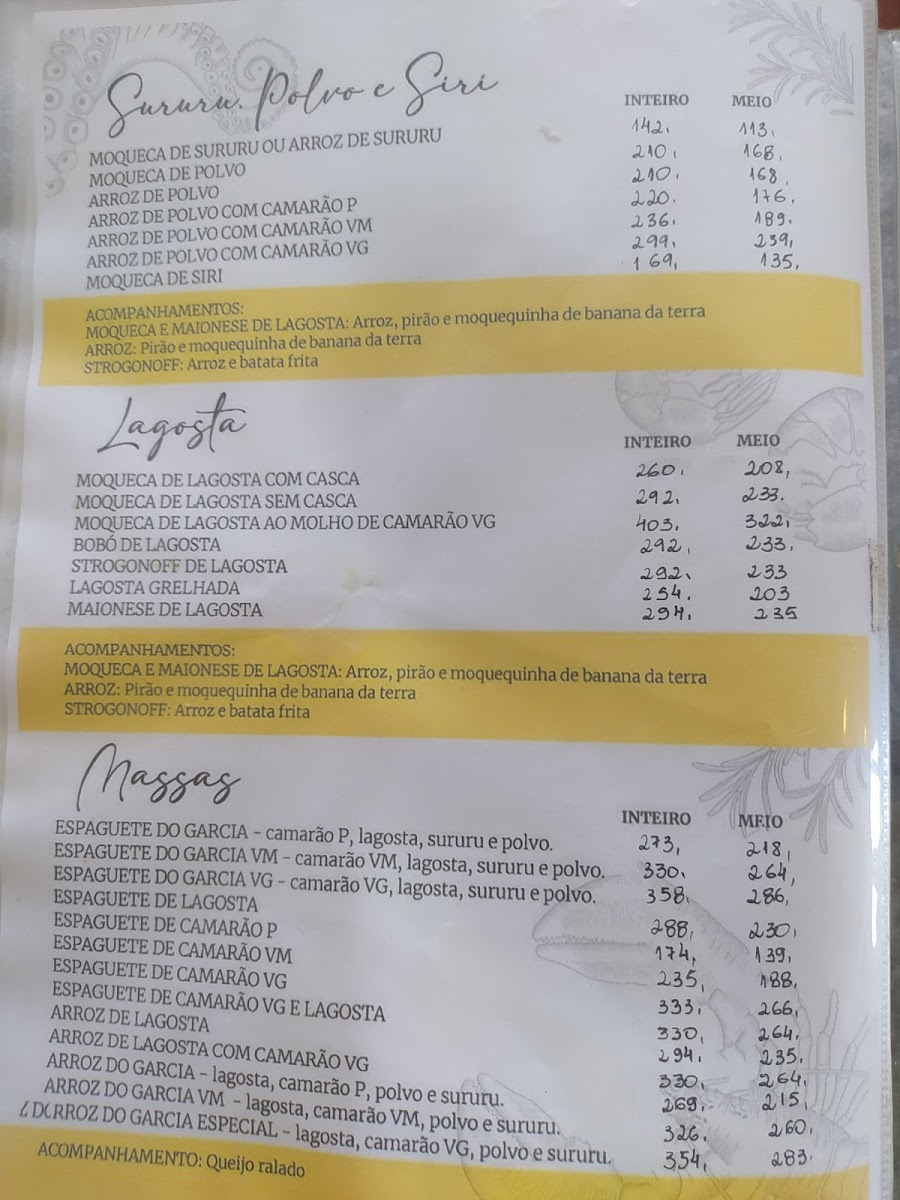 Sururu, Polvo e Siri
INTEIRO MEIO
MOQUECA DE SURURU OU ARROZ DE SURURU 142, 113,
MOQUECA DE POLVO 210, 168,
ARROZ DE POLVO 210, 168,
ARROZ DE POLVO COM CAMARÃO P 220. 176,
ARROZ DE POLVO COM CAMARÃO VM 236. 189.
ARROZ DE POLVO COM CAMARÃO VG 299, 239,
MOQUECA DE SIRI 169, 135,
ACOMPANHAMENTOS:
MOQUECA E MAIONESE DE LAGOSTA: Arroz, pirão e moquequinha de banana da terra
ARROZ: Pirão e moquequinha de banana da terra
STROGONOFF: Arroz e batata frita
Lagosta
INTEIRO MEIO
MOQUECA DE LAGOSTA COM CASCA 260, 208,
MOQUECA DE LAGOSTA SEM CASCA 292, 233.
MOQUECA DE LAGOSTA AO MOLHO DE CAMARÃO VG 403, 322,
BOBÓ DE LAGOSTA 292, 233,
STROGONOFF DE LAGOSTA 292, 233
LAGOSTA GRELHADA 254. 203
MAIONESE DE LAGOSTA 294, 235
ACOMPANHAMENTOS:
MOQUECA E MAIONESE DE LAGOSTA: Arroz, pirão e moquequinha de banana da terra
ARROZ: Pirão e moquequinha de banana da terra
STROGONOFF: Arroz e batata frita
Massas
INTEIRO MEIO
ESPAGUETE DO GARCIA – camarão P, lagosta, sururu e polvo. 273, 218,
ESPAGUETE DO GARCIA VM – camarão VM, lagosta, sururu e polvo. 330, 264,
ESPAGUETE DO GARCIA VG – camarão VG, lagosta, sururu e polvo. 358, 286,
ESPAGUETE DE LAGOSTA 288, 230,
ESPAGUETE DE CAMARÃO P 174, 139,
ESPAGUETE DE CAMARÃO VM 235, 188,
ESPAGUETE DE CAMARÃO VG 333, 266,
ESPAGUETE DE CAMARÃO VG E LAGOSTA 330, 264,
ARROZ DE LAGOSTA 294, 235,
ARROZ DE LAGOSTA COM CAMARÃO VG 330, 264,
ARROZ DO GARCIA – lagosta, camarão P, polvo e sururu. 269, 215,
ARROZ DO GARCIA VM – lagosta, camarão VM, polvo e sururu. 326. 260,
RROZ DO GARCIA ESPECIAL – lagosta, camarão VG, polvo e sururu. 354, 283.
ACOMPANHAMENTO: Queijo ralado